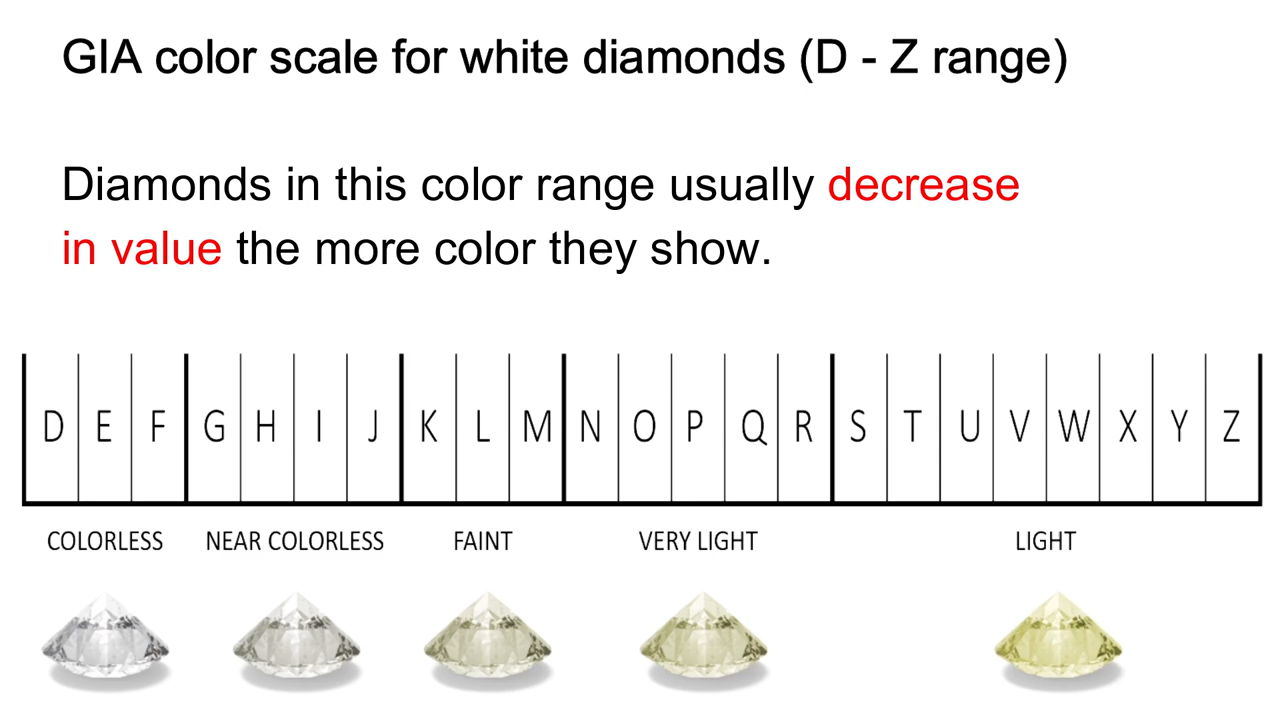 GIA color scale for white diamonds (D - Z range)
Diamonds in this color range usually decrease
in value the more color they show.
D E F G H I J K L M N O P Q R S T U V W X Y Z
COLORLESS NEAR COLORLESS FAINT VERY LIGHT LIGHT